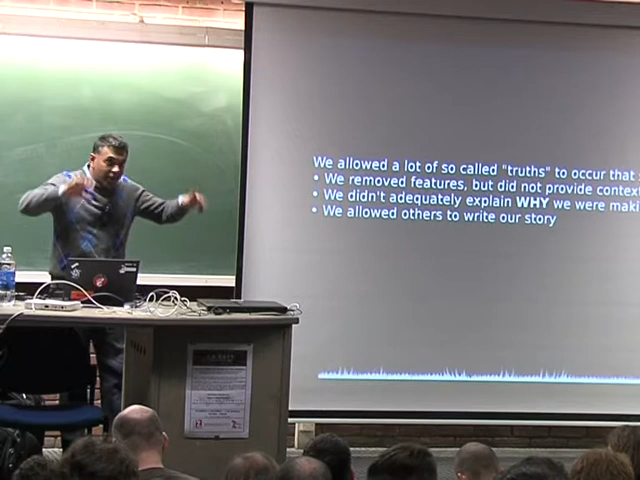 We allowed a lot of so called "truths" to occur that
• We removed features, but did not provide context
• We didn't adequately explain WHY we were maki
• We allowed others to write our story